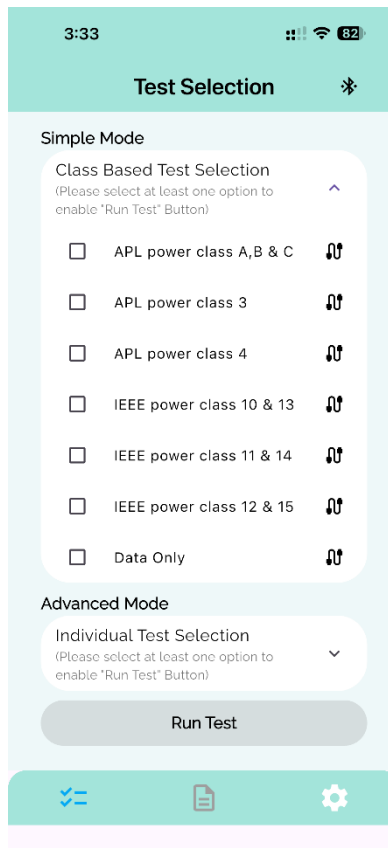 3:33
82
Test Selection
Simple Mode
Class Based Test Selection
(Please select at least one option to
enable "Run Test" Button)
APL power class A,B & C
APL power class 3
APL power class 4
IEEE power class 10 & 13
IEEE power class 11 & 14
IEEE power class 12 & 15
Data Only
Advanced Mode
Individual Test Selection
(Please select at least one option to
enable "Run Test" Button)
Run Test